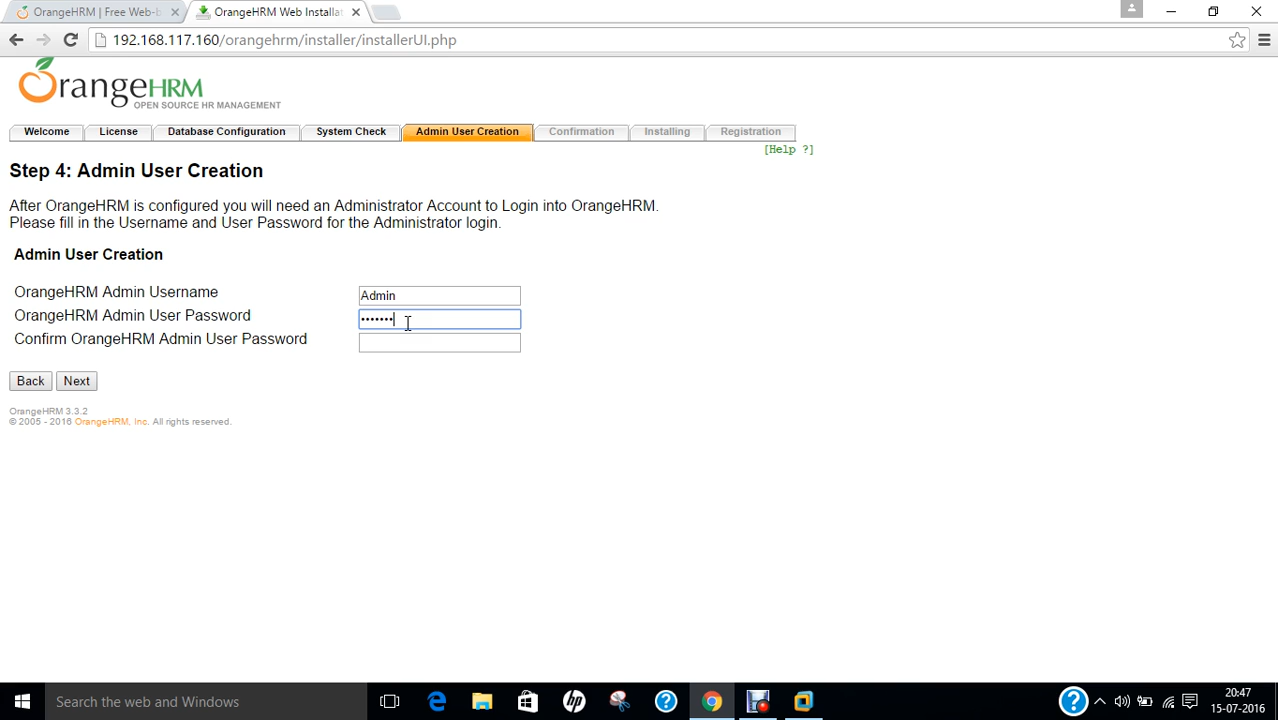 OrangeHRM | Free Web-b
OrangeHRM Web Installat
192.168.117.160/orangehrm/installer/installerUI.php
OrangeHRM
OPEN SOURCE HR MANAGEMENT
Welcome License Database Configuration System Check Admin User Creation Confirmation Installing Registration
[Help ?]
Step 4: Admin User Creation
After OrangeHRM is configured you will need an Administrator Account to Login into OrangeHRM.
Please fill in the Username and User Password for the Administrator login.
Admin User Creation
OrangeHRM Admin Username Admin
OrangeHRM Admin User Password •••••••
Confirm OrangeHRM Admin User Password
Back Next
OrangeHRM 3.3.2
© 2005 - 2016 OrangeHRM, Inc. All rights reserved.
Search the web and Windows
hp
20:47
15-07-2016